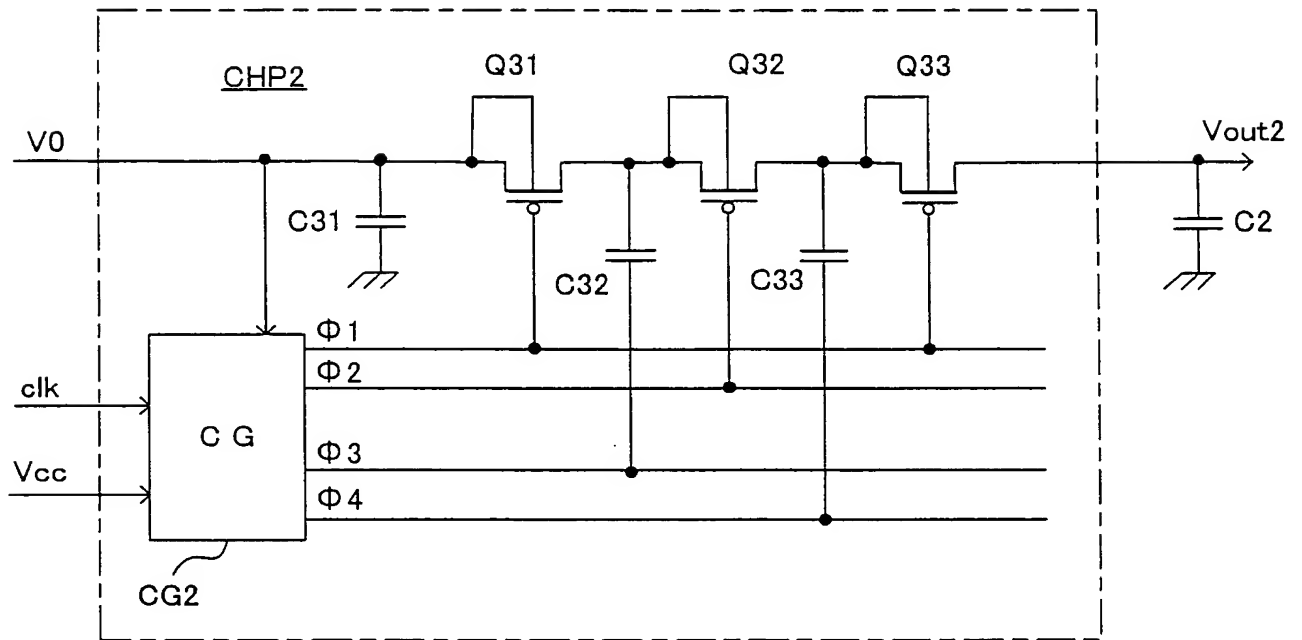 Q31 Q32 Q33
CHP2
V0
Vout2
C31
C2
C32
C33
Φ1
Φ2
clk
CG
Φ3
Vcc
Φ4
CG2